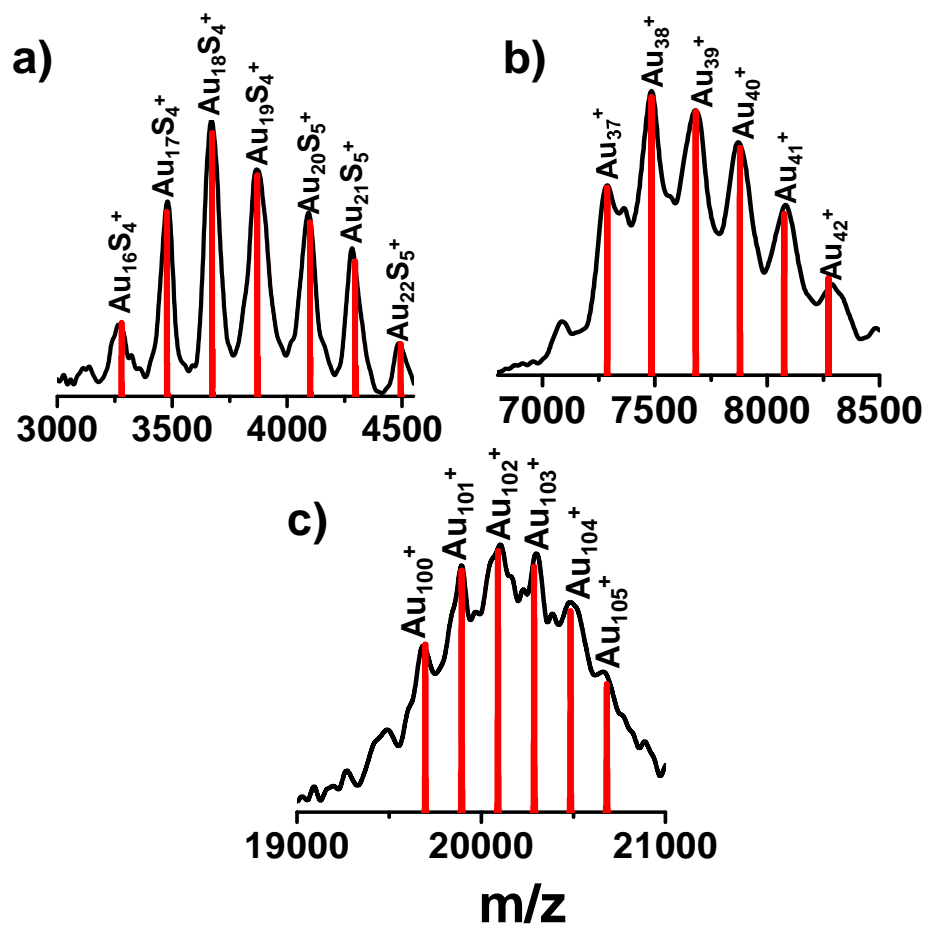 a)
Au₁₆S₄⁺
Au₁₇S₄⁺
Au₁₈S₄⁺
Au₁₉S₄⁺
Au₂₀S₅⁺
Au₂₁S₅⁺
Au₂₂S₅⁺
3000 3500 4000 4500
b)
Au₃₇⁺
Au₃₈⁺
Au₃₉⁺
Au₄₀⁺
Au₄₁⁺
Au₄₂⁺
7000 7500 8000 8500
c)
Au₁₀₀⁺
Au₁₀₁⁺
Au₁₀₂⁺
Au₁₀₃⁺
Au₁₀₄⁺
Au₁₀₅⁺
19000 20000 21000
m/z